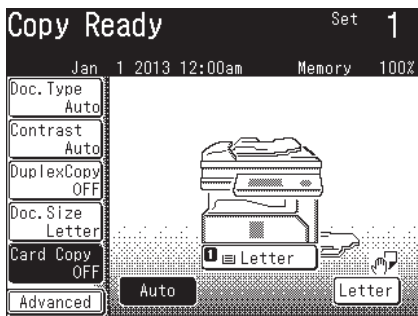 Copy Ready
Set 1
Jan 1 2013 12:00am
Memory 100%
Doc.Type
Auto
Contrast
Auto
DuplexCopy
OFF
Doc.Size
Letter
Card Copy
OFF
Advanced
1 Letter
Auto
Letter